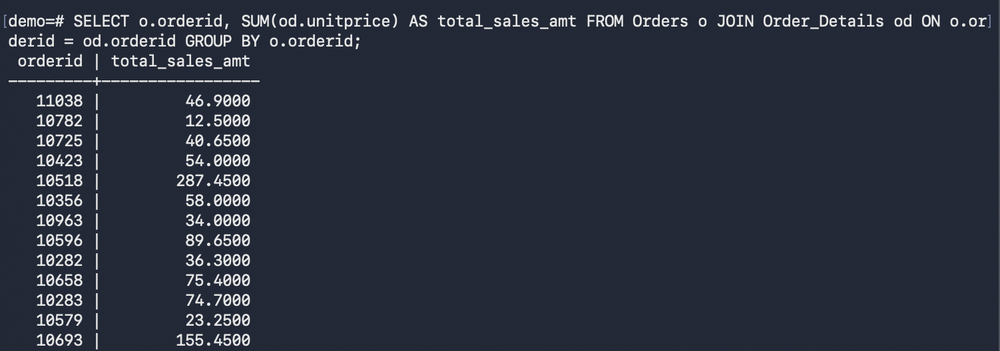 [demo=# SELECT o.orderid, SUM(od.unitprice) AS total_sales_amt FROM Orders o JOIN Order_Details od ON o.or]
derid = od.orderid GROUP BY o.orderid;
 orderid | total_sales_amt
---------+-----------------
   11038 |         46.9000
   10782 |         12.5000
   10725 |         40.6500
   10423 |         54.0000
   10518 |        287.4500
   10356 |         58.0000
   10963 |         34.0000
   10596 |         89.6500
   10282 |         36.3000
   10658 |         75.4000
   10283 |         74.7000
   10579 |         23.2500
   10693 |        155.4500